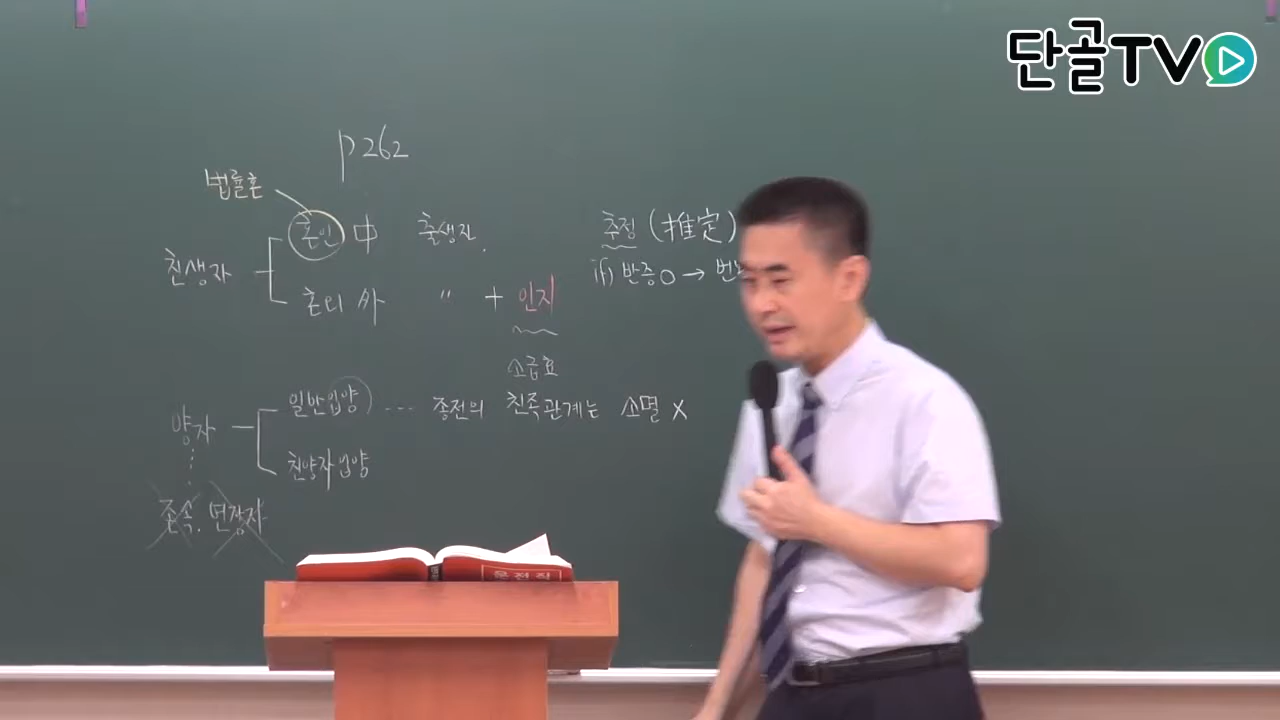 단골TV
p262
법률혼
혼인 中 출생자.
추정 (推定)
친생자
if) 반증 o → 번
혼인 外 〃 + 인지
소급효
일반입양 ··· 종전의 친족관계는 소멸 X
양자
친양자입양
존속. 연장자